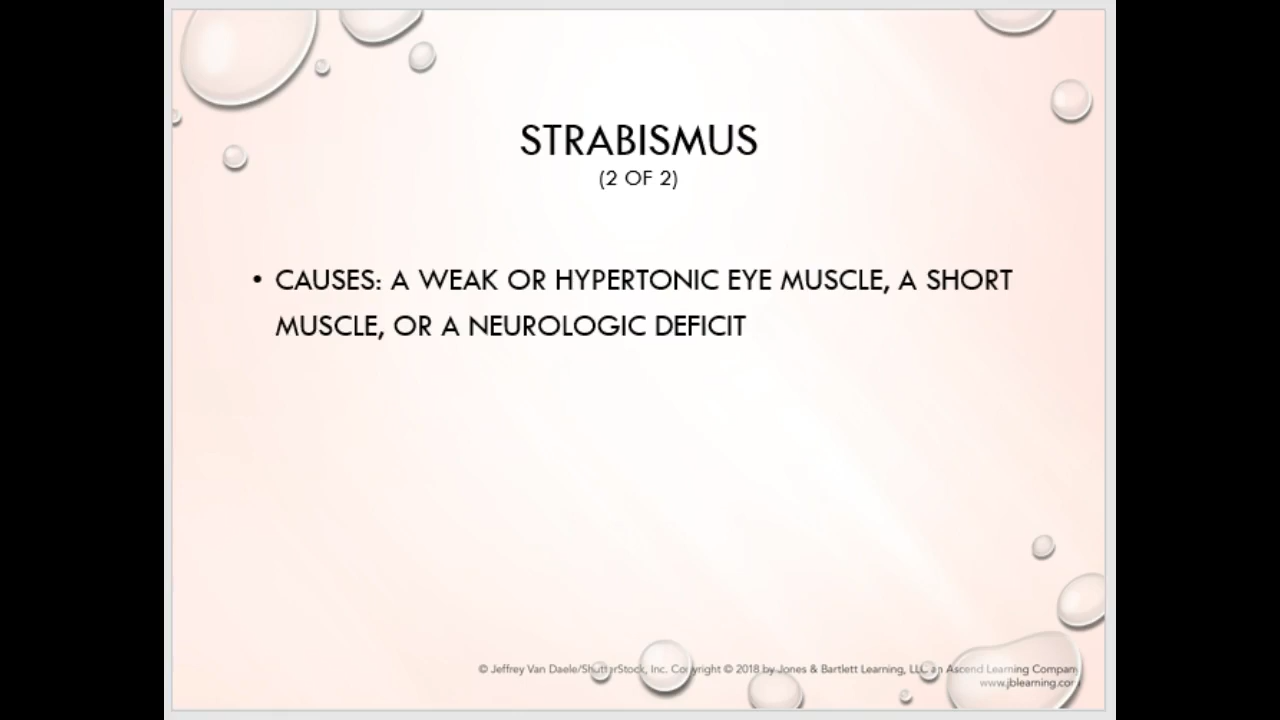 STRABISMUS
(2 OF 2)
• CAUSES: A WEAK OR HYPERTONIC EYE MUSCLE, A SHORT
MUSCLE, OR A NEUROLOGIC DEFICIT
© Jeffrey Van Daele/ShutterStock, Inc. Copyright © 2018 by Jones & Bartlett Learning, LLC an Ascend Learning Company
www.jblearning.com